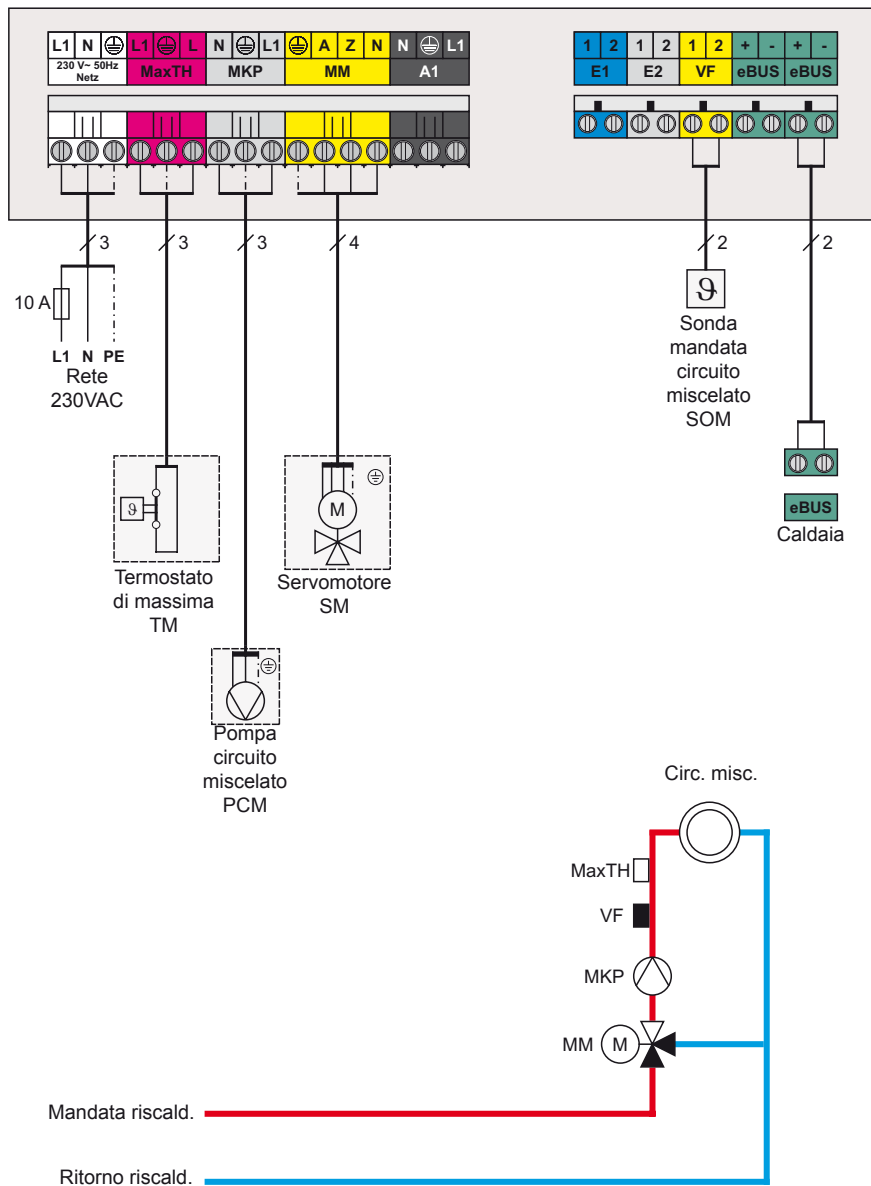 L1 N L1 L N L1 A Z N N L1
230 V~ 50Hz
Netz
MaxTH MKP MM A1
1 2 1 2 1 2 + - + -
E1 E2 VF eBUS eBUS
3 3 3 4 2 2
10 A
L1 N PE
Rete
230VAC
ϑ
Sonda
mandata
circuito
miscelato
SOM
eBUS
Caldaia
ϑ
Termostato
di massima
TM
M
Servomotore
SM
Pompa
circuito
miscelato
PCM
Circ. misc.
MaxTH
VF
MKP
MM M
Mandata riscald.
Ritorno riscald.